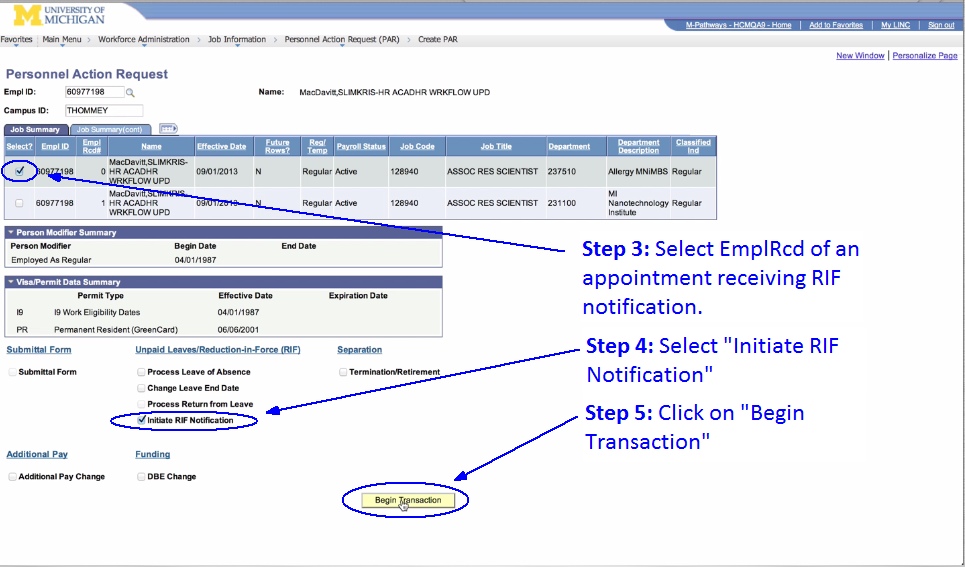 UNIVERSITY OF
MICHIGAN
M-Pathways - HCMQA9 - Home | Add to Favorites | My LINC | Sign out
Favorites Main Menu > Workforce Administration > Job Information > Personnel Action Request (PAR) > Create PAR
New Window | Personalize Page
Personnel Action Request
Empl ID: 60977198 Name: MacDavitt,SLIMKRIS-HR ACADHR WRKFLOW UPD
Campus ID: THOMMEY
Job Summary Job Summary(cont)
Select? Empl ID Empl Rcd# Name Effective Date Future Rows? Reg/Temp Payroll Status Job Code Job Title Department Department Description Classified Ind
60977198 0 MacDavitt,SLIMKRIS-HR ACADHR WRKFLOW UPD 09/01/2013 N Regular Active 128940 ASSOC RES SCIENTIST 237510 Allergy MNiMBS Regular
60977198 1 MacDavitt,SLIMKRIS-HR ACADHR WRKFLOW UPD 09/01/2013 N Regular Active 128940 ASSOC RES SCIENTIST 231100 MI Nanotechnology Institute Regular
Person Modifier Summary
Person Modifier Begin Date End Date
Employed As Regular 04/01/1987
Visa/Permit Data Summary
Permit Type Effective Date Expiration Date
I9 I9 Work Eligibility Dates 04/01/1987
PR Permanent Resident (GreenCard) 06/06/2001
Submittal Form Unpaid Leaves/Reduction-in-Force (RIF) Separation
Submittal Form Process Leave of Absence Termination/Retirement
Change Leave End Date
Process Return from Leave
Initiate RIF Notification
Additional Pay Funding
Additional Pay Change DBE Change
Begin Transaction
Step 3: Select EmplRcd of an
appointment receiving RIF
notification.
Step 4: Select "Initiate RIF
Notification"
Step 5: Click on "Begin
Transaction"